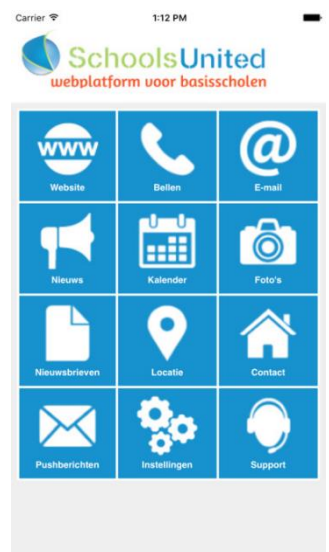 Carrier 1:12 PM
SchoolsUnited
webplatform voor basisscholen
www @
Website Bellen E-mail
Nieuws Kalender Foto's
Nieuwsbrieven Locatie Contact
Pushberichten Instellingen Support